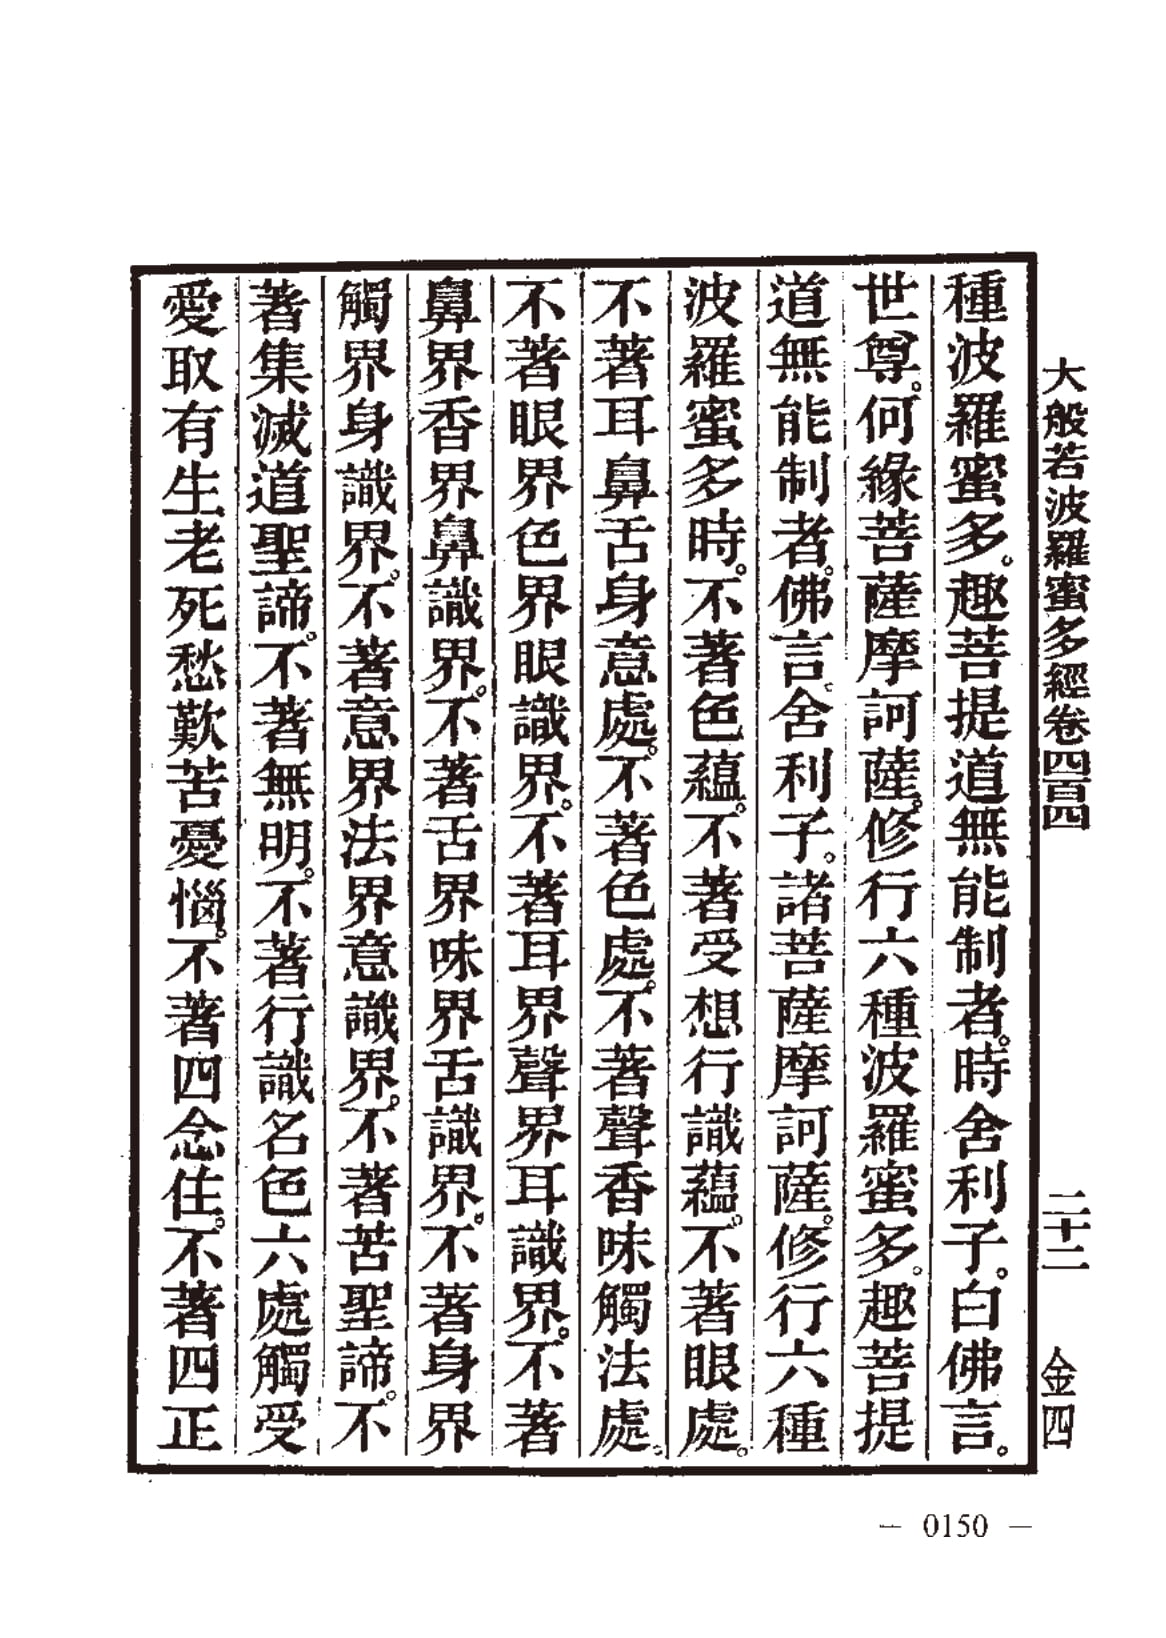 大般若波羅蜜多經卷四百四 二十二 金四
種波羅蜜多。趣菩提道無能制者。時舍利子。白佛言。
世尊。何緣菩薩摩訶薩。修行六種波羅蜜多。趣菩提
道無能制者。佛言。舍利子。諸菩薩摩訶薩。修行六種
波羅蜜多時。不著色蘊。不著受想行識蘊。不著眼處。
不著耳鼻舌身意處。不著色處。不著聲香味觸法處。
不著眼界色界眼識界。不著耳界聲界耳識界。不著
鼻界香界鼻識界。不著舌界味界舌識界。不著身界
觸界身識界。不著意界法界意識界。不著苦聖諦。不
著集滅道聖諦。不著無明。不著行識名色六處觸受
愛取有生老死愁歎苦憂惱。不著四念住。不著四正
— 0150 —